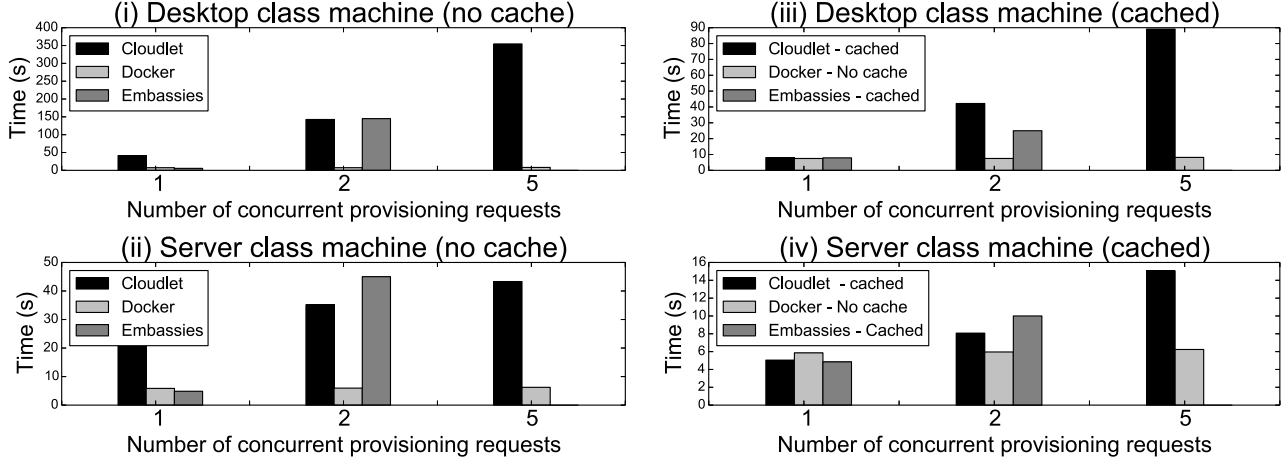 (i) Desktop class machine (no cache)
400
350
300
250
200
150
100
50
0
Time (s)
Cloudlet
Docker
Embassies
1
2
5
Number of concurrent provisioning requests
(iii) Desktop class machine (cached)
90
80
70
60
50
40
30
20
10
0
Time (s)
Cloudlet - cached
Docker - No cache
Embassies - cached
1
2
5
Number of concurrent provisioning requests
(ii) Server class machine (no cache)
50
40
30
20
10
0
Time (s)
Cloudlet
Docker
Embassies
1
2
5
Number of concurrent provisioning requests
(iv) Server class machine (cached)
16
14
12
10
8
6
4
2
0
Time (s)
Cloudlet - cached
Docker - No cache
Embassies - Cached
1
2
5
Number of concurrent provisioning requests